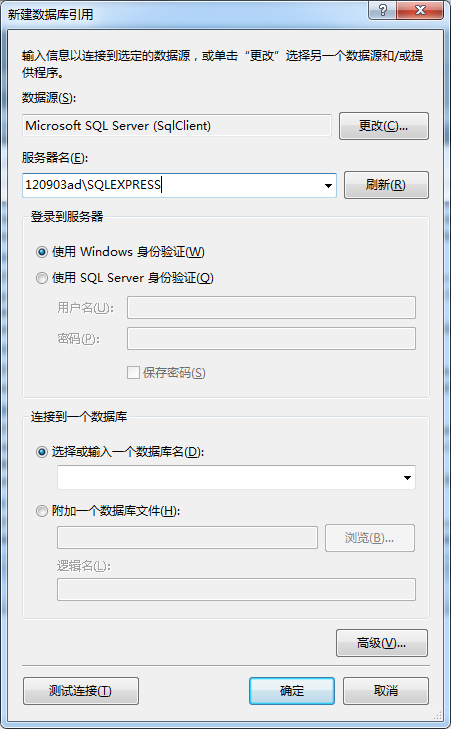 新建数据库引用
输入信息以连接到选定的数据源，或单击“更改”选择另一个数据源和/或提
供程序。
数据源(S):
Microsoft SQL Server (SqlClient)
更改(C)...
服务器名(E):
120903ad\SQLEXPRESS
刷新(R)
登录到服务器
使用 Windows 身份验证(W)
使用 SQL Server 身份验证(Q)
用户名(U):
密码(P):
保存密码(S)
连接到一个数据库
选择或输入一个数据库名(D):
附加一个数据库文件(H):
浏览(B)...
逻辑名(L):
高级(V)...
测试连接(T)
确定
取消